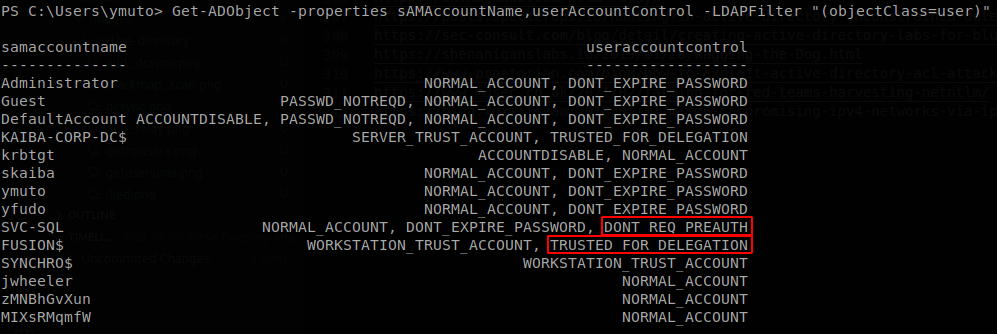 PS C:\Users\ymuto> Get-ADObject -properties sAMAccountName,userAccountControl -LDAPFilter "(objectClass=user)"
samaccountname useraccountcontrol
-------------- ------------------
Administrator NORMAL_ACCOUNT, DONT_EXPIRE_PASSWORD
Guest PASSWD_NOTREQD, NORMAL_ACCOUNT, DONT_EXPIRE_PASSWORD
DefaultAccount ACCOUNTDISABLE, PASSWD_NOTREQD, NORMAL_ACCOUNT, DONT_EXPIRE_PASSWORD
KAIBA-CORP-DC$ SERVER_TRUST_ACCOUNT, TRUSTED_FOR_DELEGATION
krbtgt ACCOUNTDISABLE, NORMAL_ACCOUNT
skaiba NORMAL_ACCOUNT, DONT_EXPIRE_PASSWORD
ymuto NORMAL_ACCOUNT, DONT_EXPIRE_PASSWORD
yfudo NORMAL_ACCOUNT, DONT_EXPIRE_PASSWORD
SVC-SQL NORMAL_ACCOUNT, DONT_EXPIRE_PASSWORD, DONT_REQ_PREAUTH
FUSION$ WORKSTATION_TRUST_ACCOUNT, TRUSTED_FOR_DELEGATION
SYNCHRO$ WORKSTATION_TRUST_ACCOUNT
jwheeler NORMAL_ACCOUNT
zMNBhGvXun NORMAL_ACCOUNT
MIXsRMqmfW NORMAL_ACCOUNT